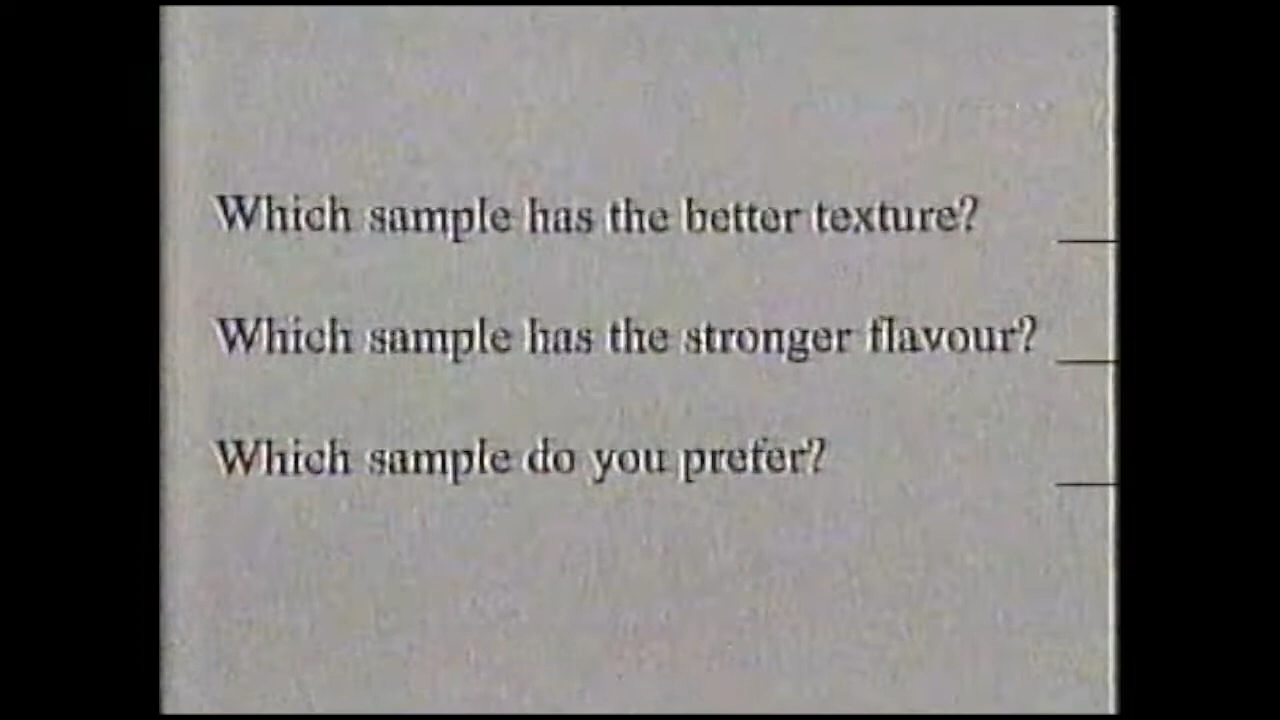 Which sample has the better texture?
Which sample has the stronger flavour?
Which sample do you prefer?